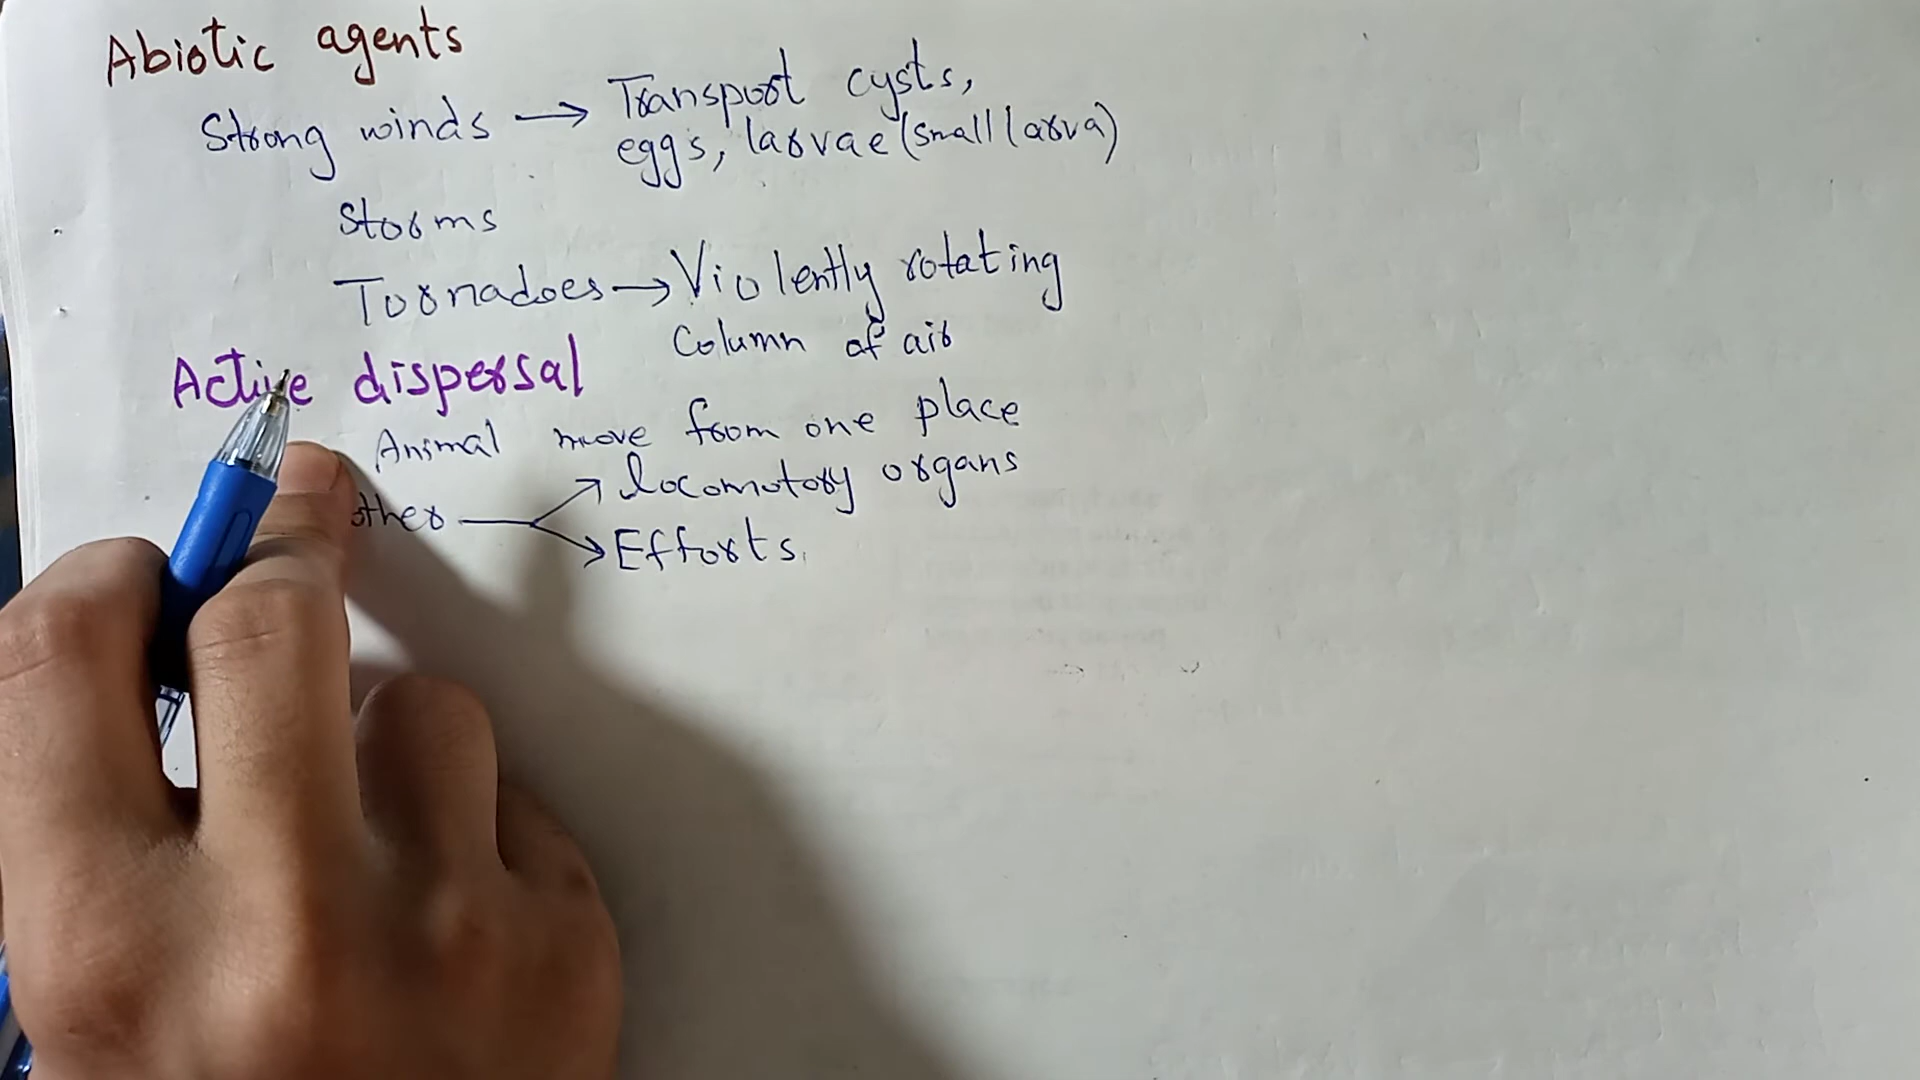 Abiotic agents
Strong winds → Transport cysts,
eggs, larvae (small larva)
Storms
Tornadoes → Violently rotating
Column of air
Active dispersal
Animal move from one place
other → locomotory organs
→ Efforts.